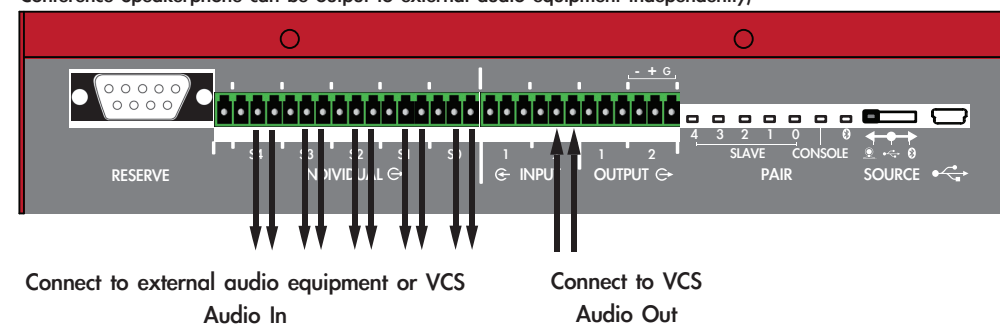 Conference speakerphone can be output to external audio equipment independently)
- + G
4 3 2 1 0
S4 S3 S2 S1 S0 1 1 2
SLAVE CONSOLE
RESERVE INDIVIDUAL INPUT OUTPUT PAIR SOURCE
Connect to external audio equipment or VCS
Audio In
Connect to VCS
Audio Out